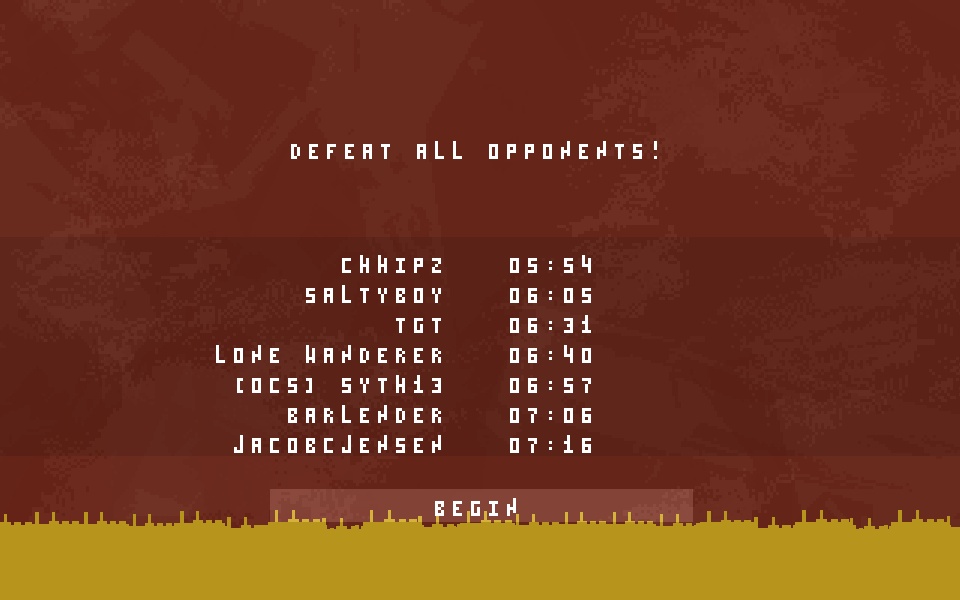 DEFEAT ALL OPPONENTS!
CHHIPZ 05:54
SALTYBOY 06:05
TGT 06:31
LONE WANDERER 06:40
[OCS] SYTH13 06:57
BARLENDER 07:06
JACOBCJENSEN 07:16
BEGIN